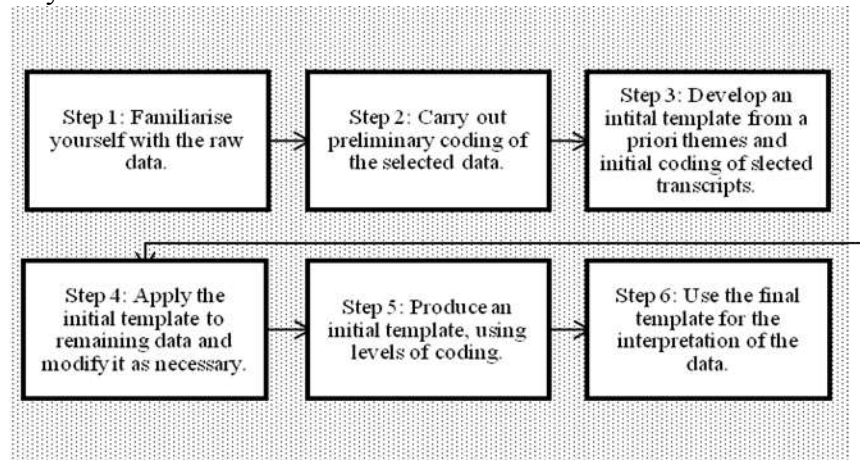 Step 1: Familiarise
yourself with the raw
data.
Step 2: Carry out
preliminary coding of
the selected data.
Step 3: Develop an
intital template from a
priori themes and
initial coding of slected
transcripts.
Step 4: Apply the
initial template to
remaining data and
modify it as necessary.
Step 5: Produce an
initial template, using
levels of coding.
Step 6: Use the final
template for the
interpretation of the
data.